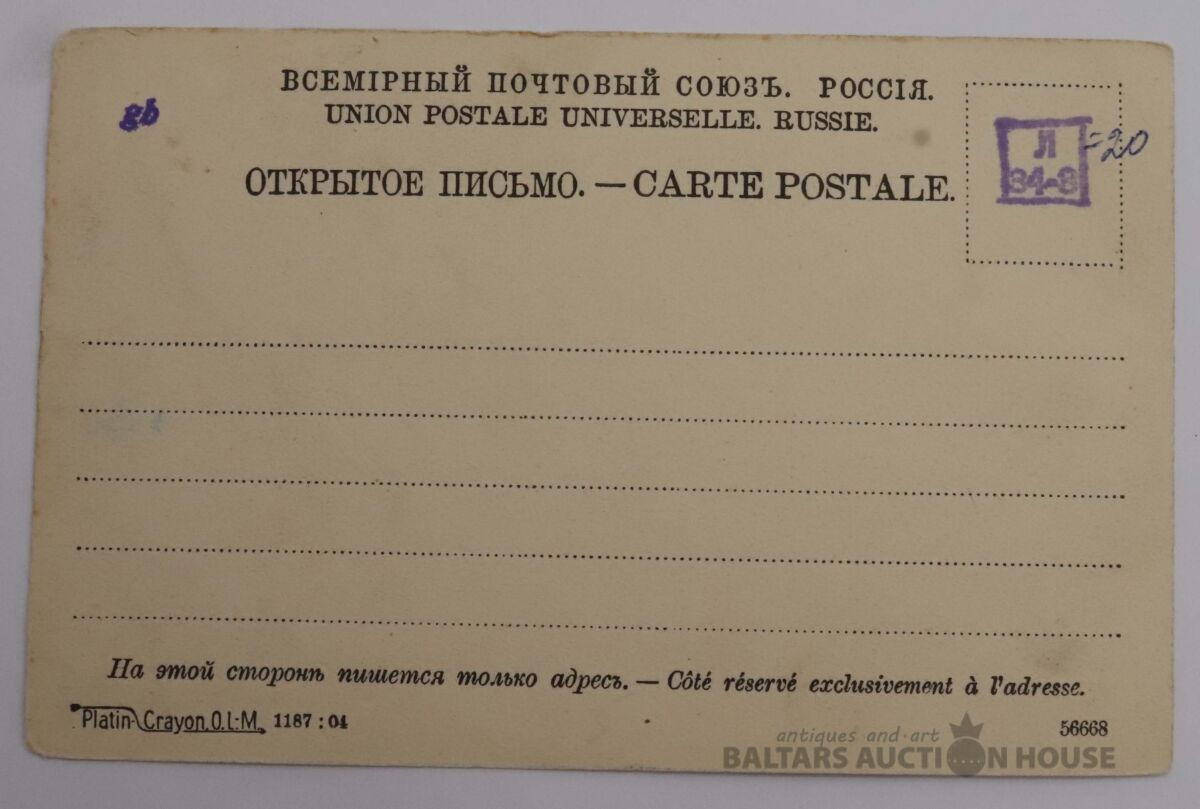 ВСЕМІРНЫЙ ПОЧТОВЫЙ СОЮЗЪ. РОССІЯ.
UNION POSTALE UNIVERSELLE. RUSSIE.
gb
ОТКРЫТОЕ ПИСЬМО. — CARTE POSTALE.
Л
34-8
=20
На этой сторонѣ пишется только адресъ. — Côté réservé exclusivement à l'adresse.
Platin-Crayon. O. L.-M. 1187 : 04
56668
antiques and art
BALTARS AUCTION HOUSE